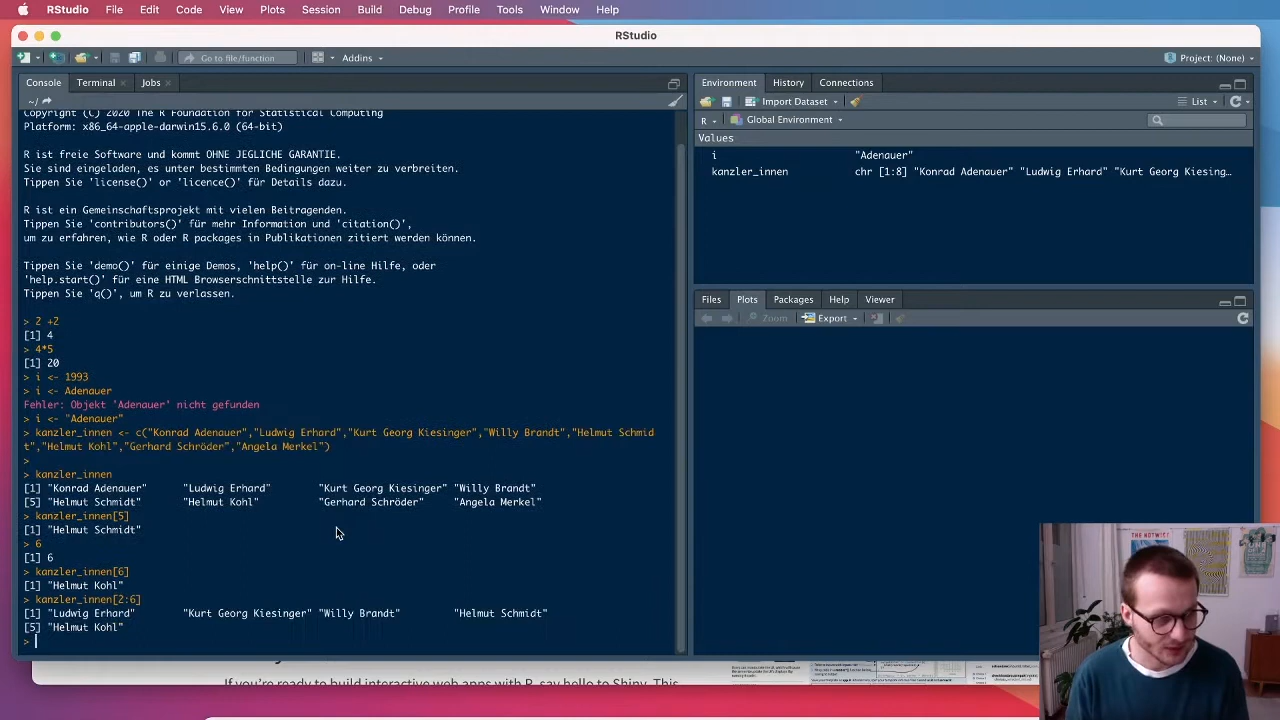 RStudio File Edit Code View Plots Session Build Debug Profile Tools Window Help
RStudio
Go to file/function Addins Project: (None)
Console Terminal Jobs
~/
Copyright (C) 2020 The R Foundation for Statistical Computing
Platform: x86_64-apple-darwin15.6.0 (64-bit)
R ist freie Software und kommt OHNE JEGLICHE GARANTIE.
Sie sind eingeladen, es unter bestimmten Bedingungen weiter zu verbreiten.
Tippen Sie 'license()' or 'licence()' für Details dazu.
R ist ein Gemeinschaftsprojekt mit vielen Beitragenden.
Tippen Sie 'contributors()' für mehr Information und 'citation()',
um zu erfahren, wie R oder R packages in Publikationen zitiert werden können.
Tippen Sie 'demo()' für einige Demos, 'help()' für on-line Hilfe, oder
'help.start()' für eine HTML Browserschnittstelle zur Hilfe.
Tippen Sie 'q()', um R zu verlassen.
> 2 +2
[1] 4
> 4*5
[1] 20
> i <- 1993
> i <- Adenauer
Fehler: Objekt 'Adenauer' nicht gefunden
> i <- "Adenauer"
> kanzler_innen <- c("Konrad Adenauer","Ludwig Erhard","Kurt Georg Kiesinger","Willy Brandt","Helmut Schmid
t","Helmut Kohl","Gerhard Schröder","Angela Merkel")
>
> kanzler_innen
[1] "Konrad Adenauer" "Ludwig Erhard" "Kurt Georg Kiesinger" "Willy Brandt"
[5] "Helmut Schmidt" "Helmut Kohl" "Gerhard Schröder" "Angela Merkel"
> kanzler_innen[5]
[1] "Helmut Schmidt"
> 6
[1] 6
> kanzler_innen[6]
[1] "Helmut Kohl"
> kanzler_innen[2:6]
[1] "Ludwig Erhard" "Kurt Georg Kiesinger" "Willy Brandt" "Helmut Schmidt"
[5] "Helmut Kohl"
>
Environment History Connections
Import Dataset List
R Global Environment
Values
i "Adenauer"
kanzler_innen chr [1:8] "Konrad Adenauer" "Ludwig Erhard" "Kurt Georg Kiesing…
Files Plots Packages Help Viewer
Zoom Export
THE NOTWIST
ONE OF A
If you're ready to build interactive web apps with R, say hello to Shiny. This